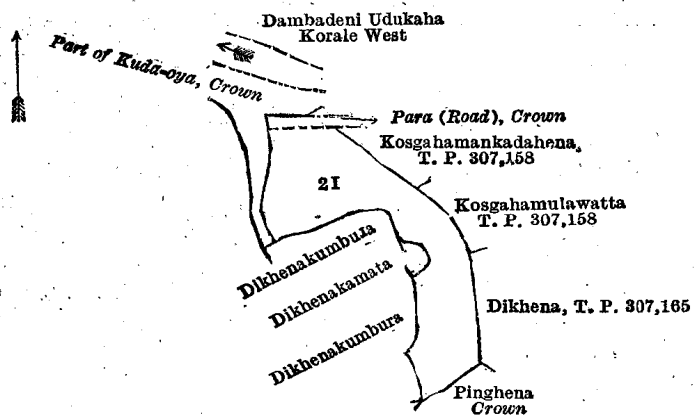 Dambadeni Udukaha
Korale West
Part of Kuda-oya, Crown
Para (Road), Crown
Kosgahamankadahena,
T. P. 307,158
21
Kosgahamulawatta
T. P. 307,158
Dikhenakumbura
Dikhenakamata
Dikhenakumbura
Dikhena, T. P. 307,165
Pinghena
Crown